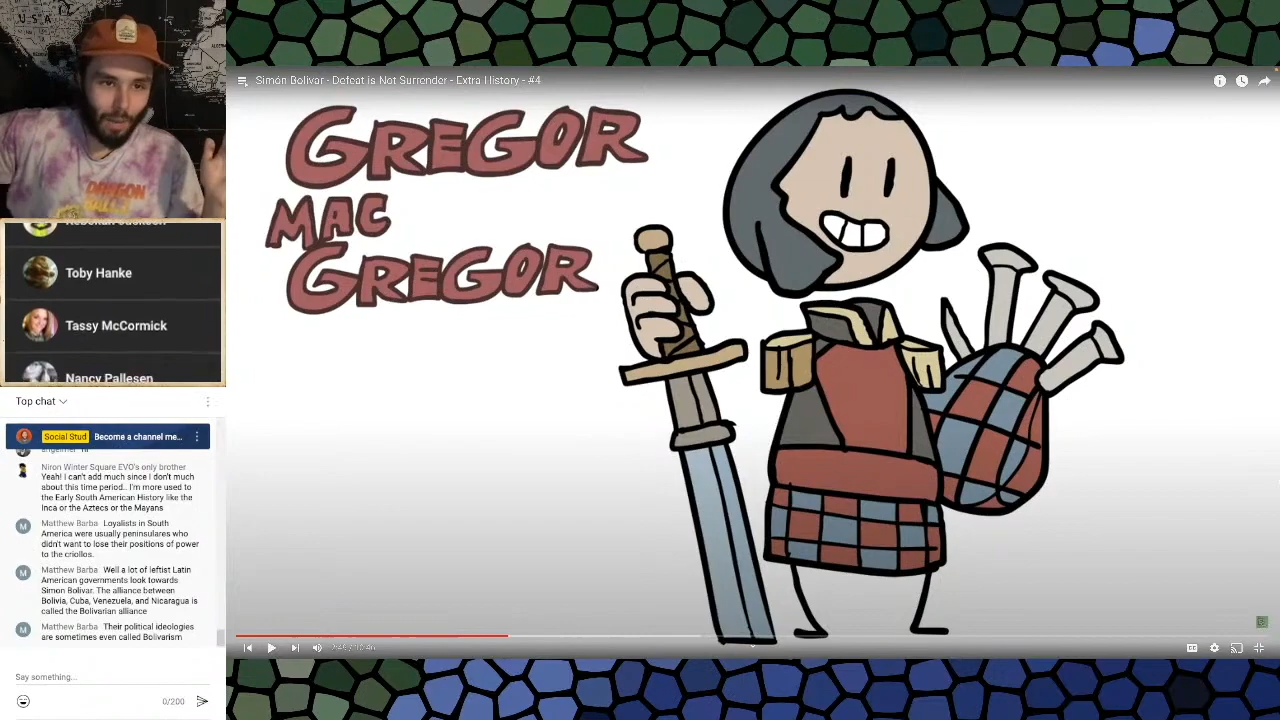 USA
Simón Bolívar - Defeat is Not Surrender - Extra History - #4
GREGOR
MAC
GREGOR
Toby Hanke
Tassy McCormick
Nancy Pallesen
Top chat
Social Stud Become a channel me...
Niron Winter Square EVO's only brother
Yeah! I can't add much since I don't much
about this time period.. I'm more used to
the Early South American History like the
Inca or the Aztecs or the Mayans
M
Matthew Barba Loyalists in South
America were usually peninsulares who
didn't want to lose their positions of power
to the criollos.
M
Matthew Barba Well a lot of leftist Latin
American governments look towards
Simon Bolivar. The alliance between
Bolivia, Cuba, Venezuela, and Nicaragua is
called the Bolivarian alliance
M
Matthew Barba Their political ideologies
are sometimes even called Bolivarism
Say something...
0/200